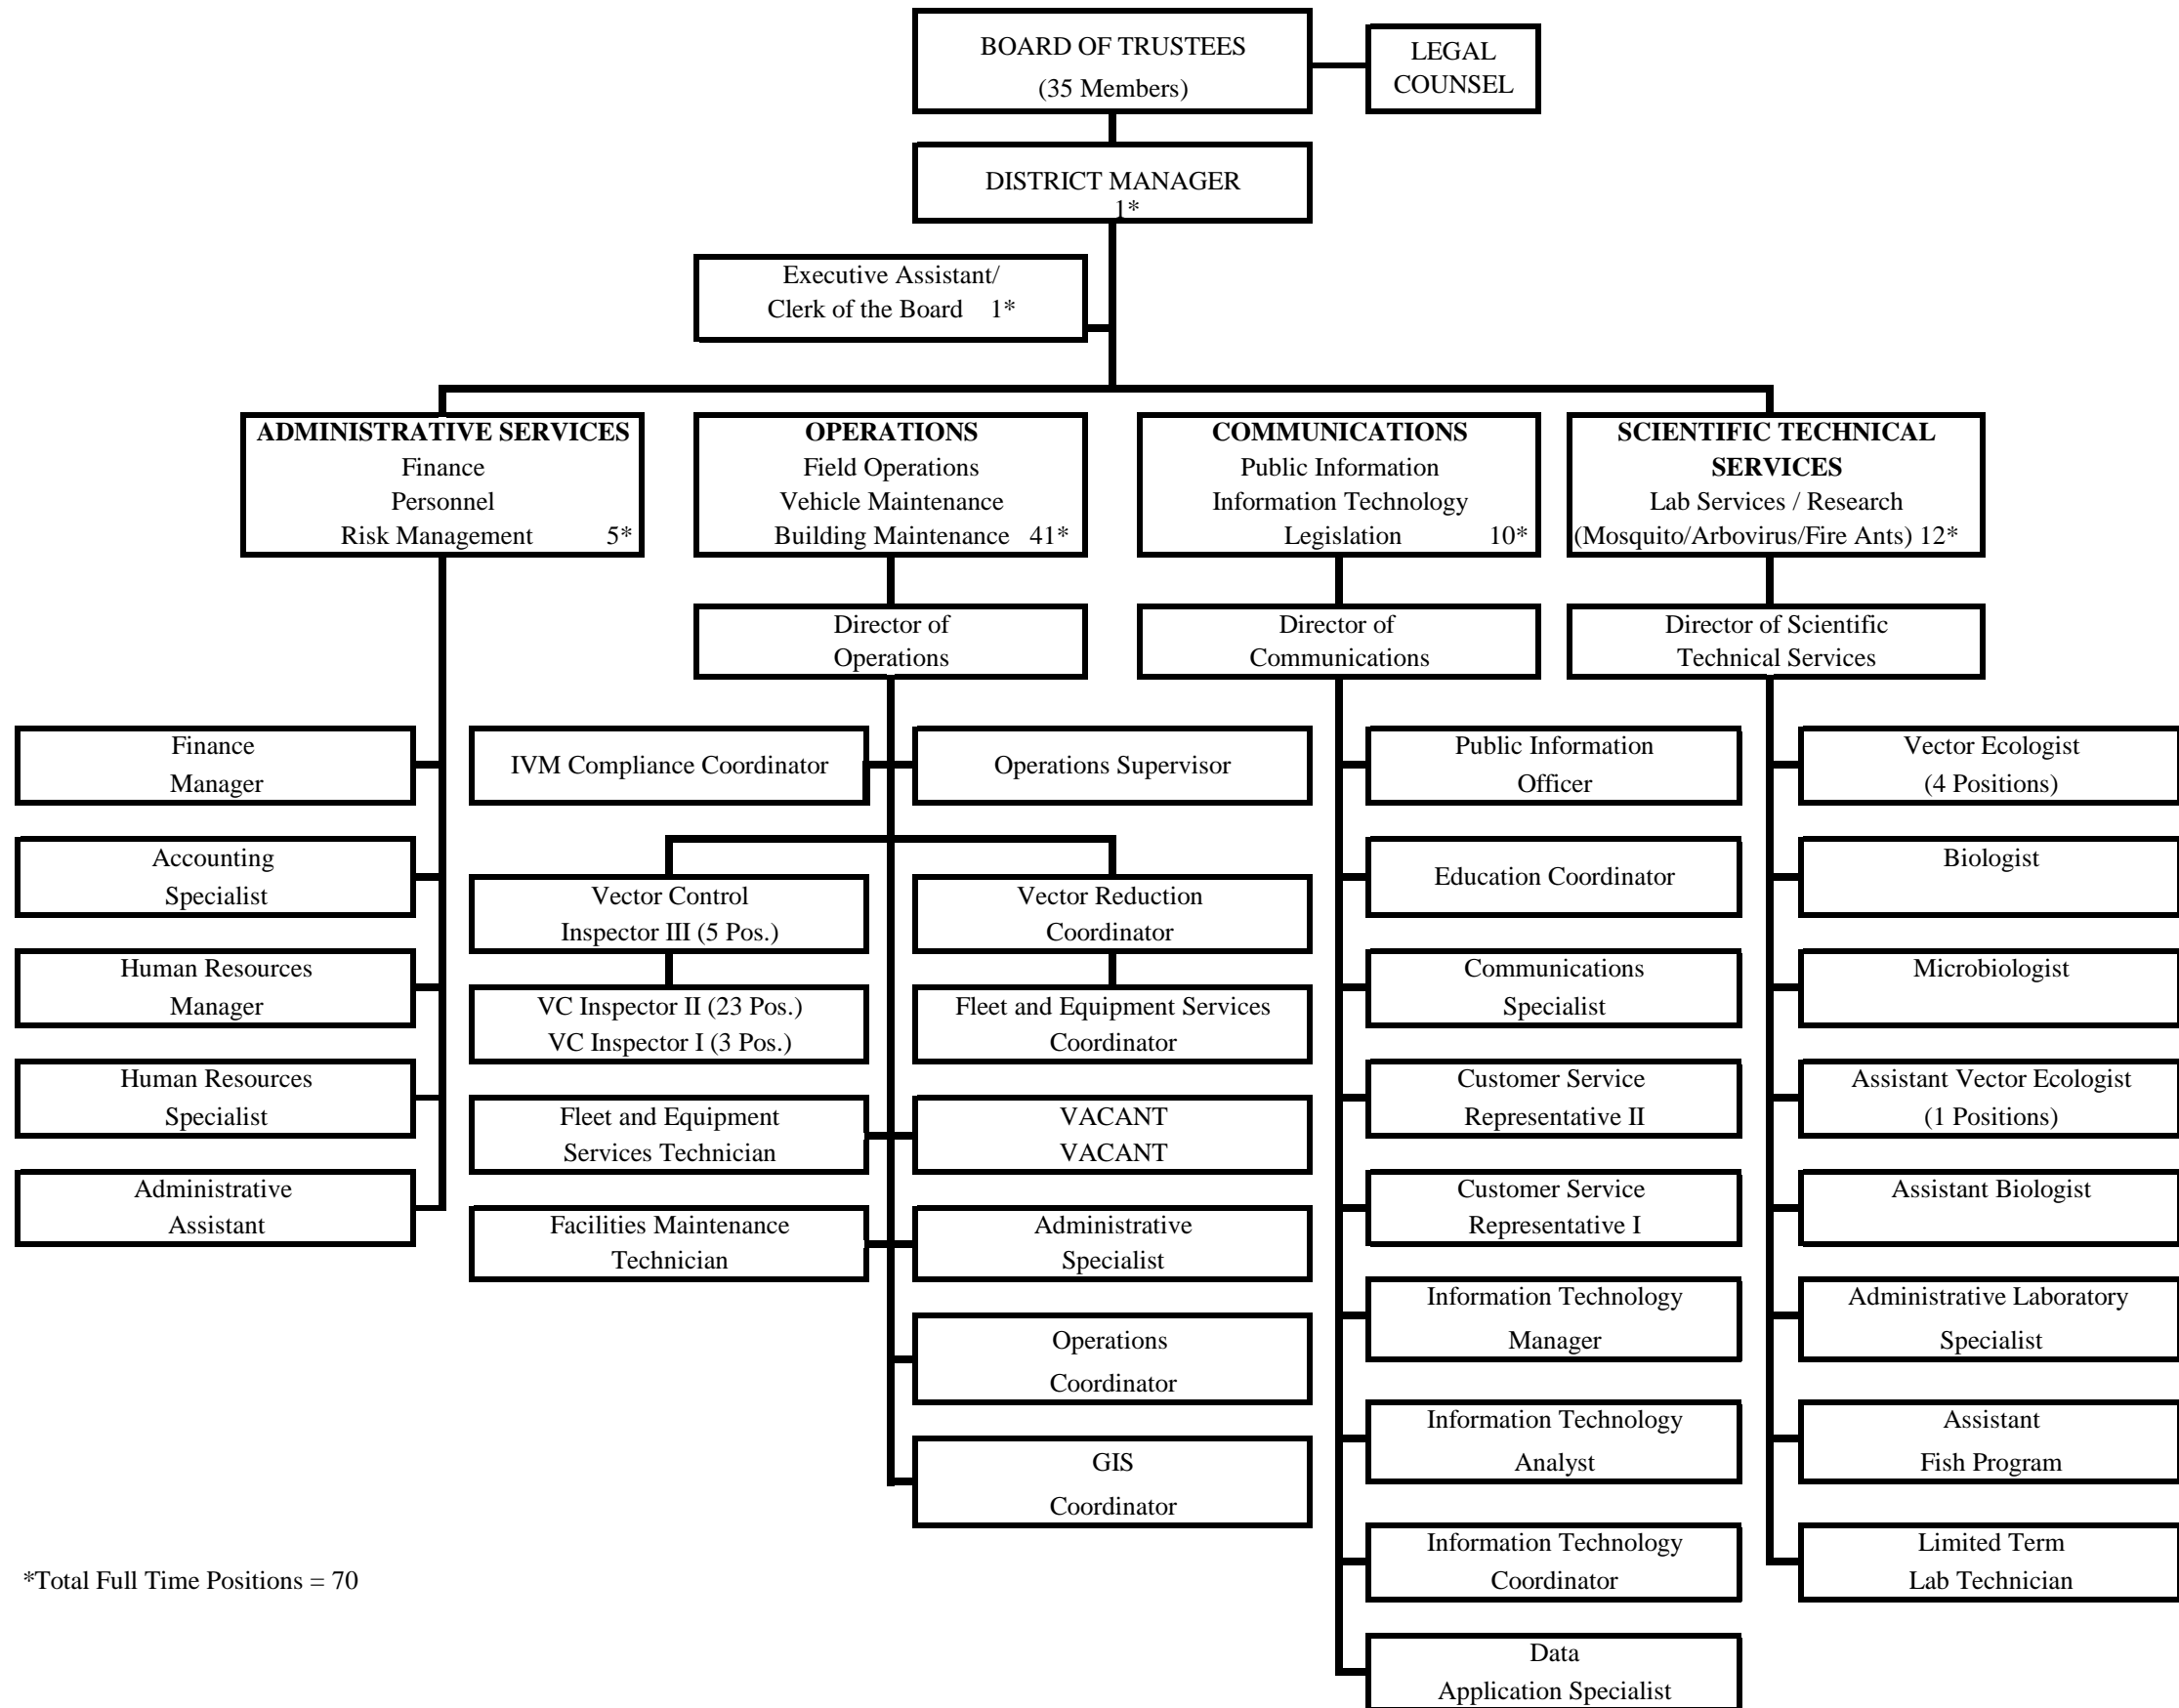 BOARD OF TRUSTEES
(35 Members)
LEGAL
COUNSEL
DISTRICT MANAGER
1*
Executive Assistant/
Clerk of the Board 1*
ADMINISTRATIVE SERVICES
Finance
Personnel
Risk Management 5*
OPERATIONS
Field Operations
Vehicle Maintenance
Building Maintenance 41*
COMMUNICATIONS
Public Information
Information Technology
Legislation 10*
SCIENTIFIC TECHNICAL
SERVICES
Lab Services / Research
(Mosquito/Arbovirus/Fire Ants) 12*
Director of
Operations
Director of
Communications
Director of Scientific
Technical Services
Finance
Manager
Accounting
Specialist
Human Resources
Manager
Human Resources
Specialist
Administrative
Assistant
IVM Compliance Coordinator
Operations Supervisor
Vector Control
Inspector III (5 Pos.)
Vector Reduction
Coordinator
VC Inspector II (23 Pos.)
VC Inspector I (3 Pos.)
Fleet and Equipment Services
Coordinator
Fleet and Equipment
Services Technician
VACANT
VACANT
Facilities Maintenance
Technician
Administrative
Specialist
Operations
Coordinator
GIS
Coordinator
Public Information
Officer
Education Coordinator
Communications
Specialist
Customer Service
Representative II
Customer Service
Representative I
Information Technology
Manager
Information Technology
Analyst
Information Technology
Coordinator
Data
Application Specialist
Vector Ecologist
(4 Positions)
Biologist
Microbiologist
Assistant Vector Ecologist
(1 Positions)
Assistant Biologist
Administrative Laboratory
Specialist
Assistant
Fish Program
Limited Term
Lab Technician
*Total Full Time Positions = 70